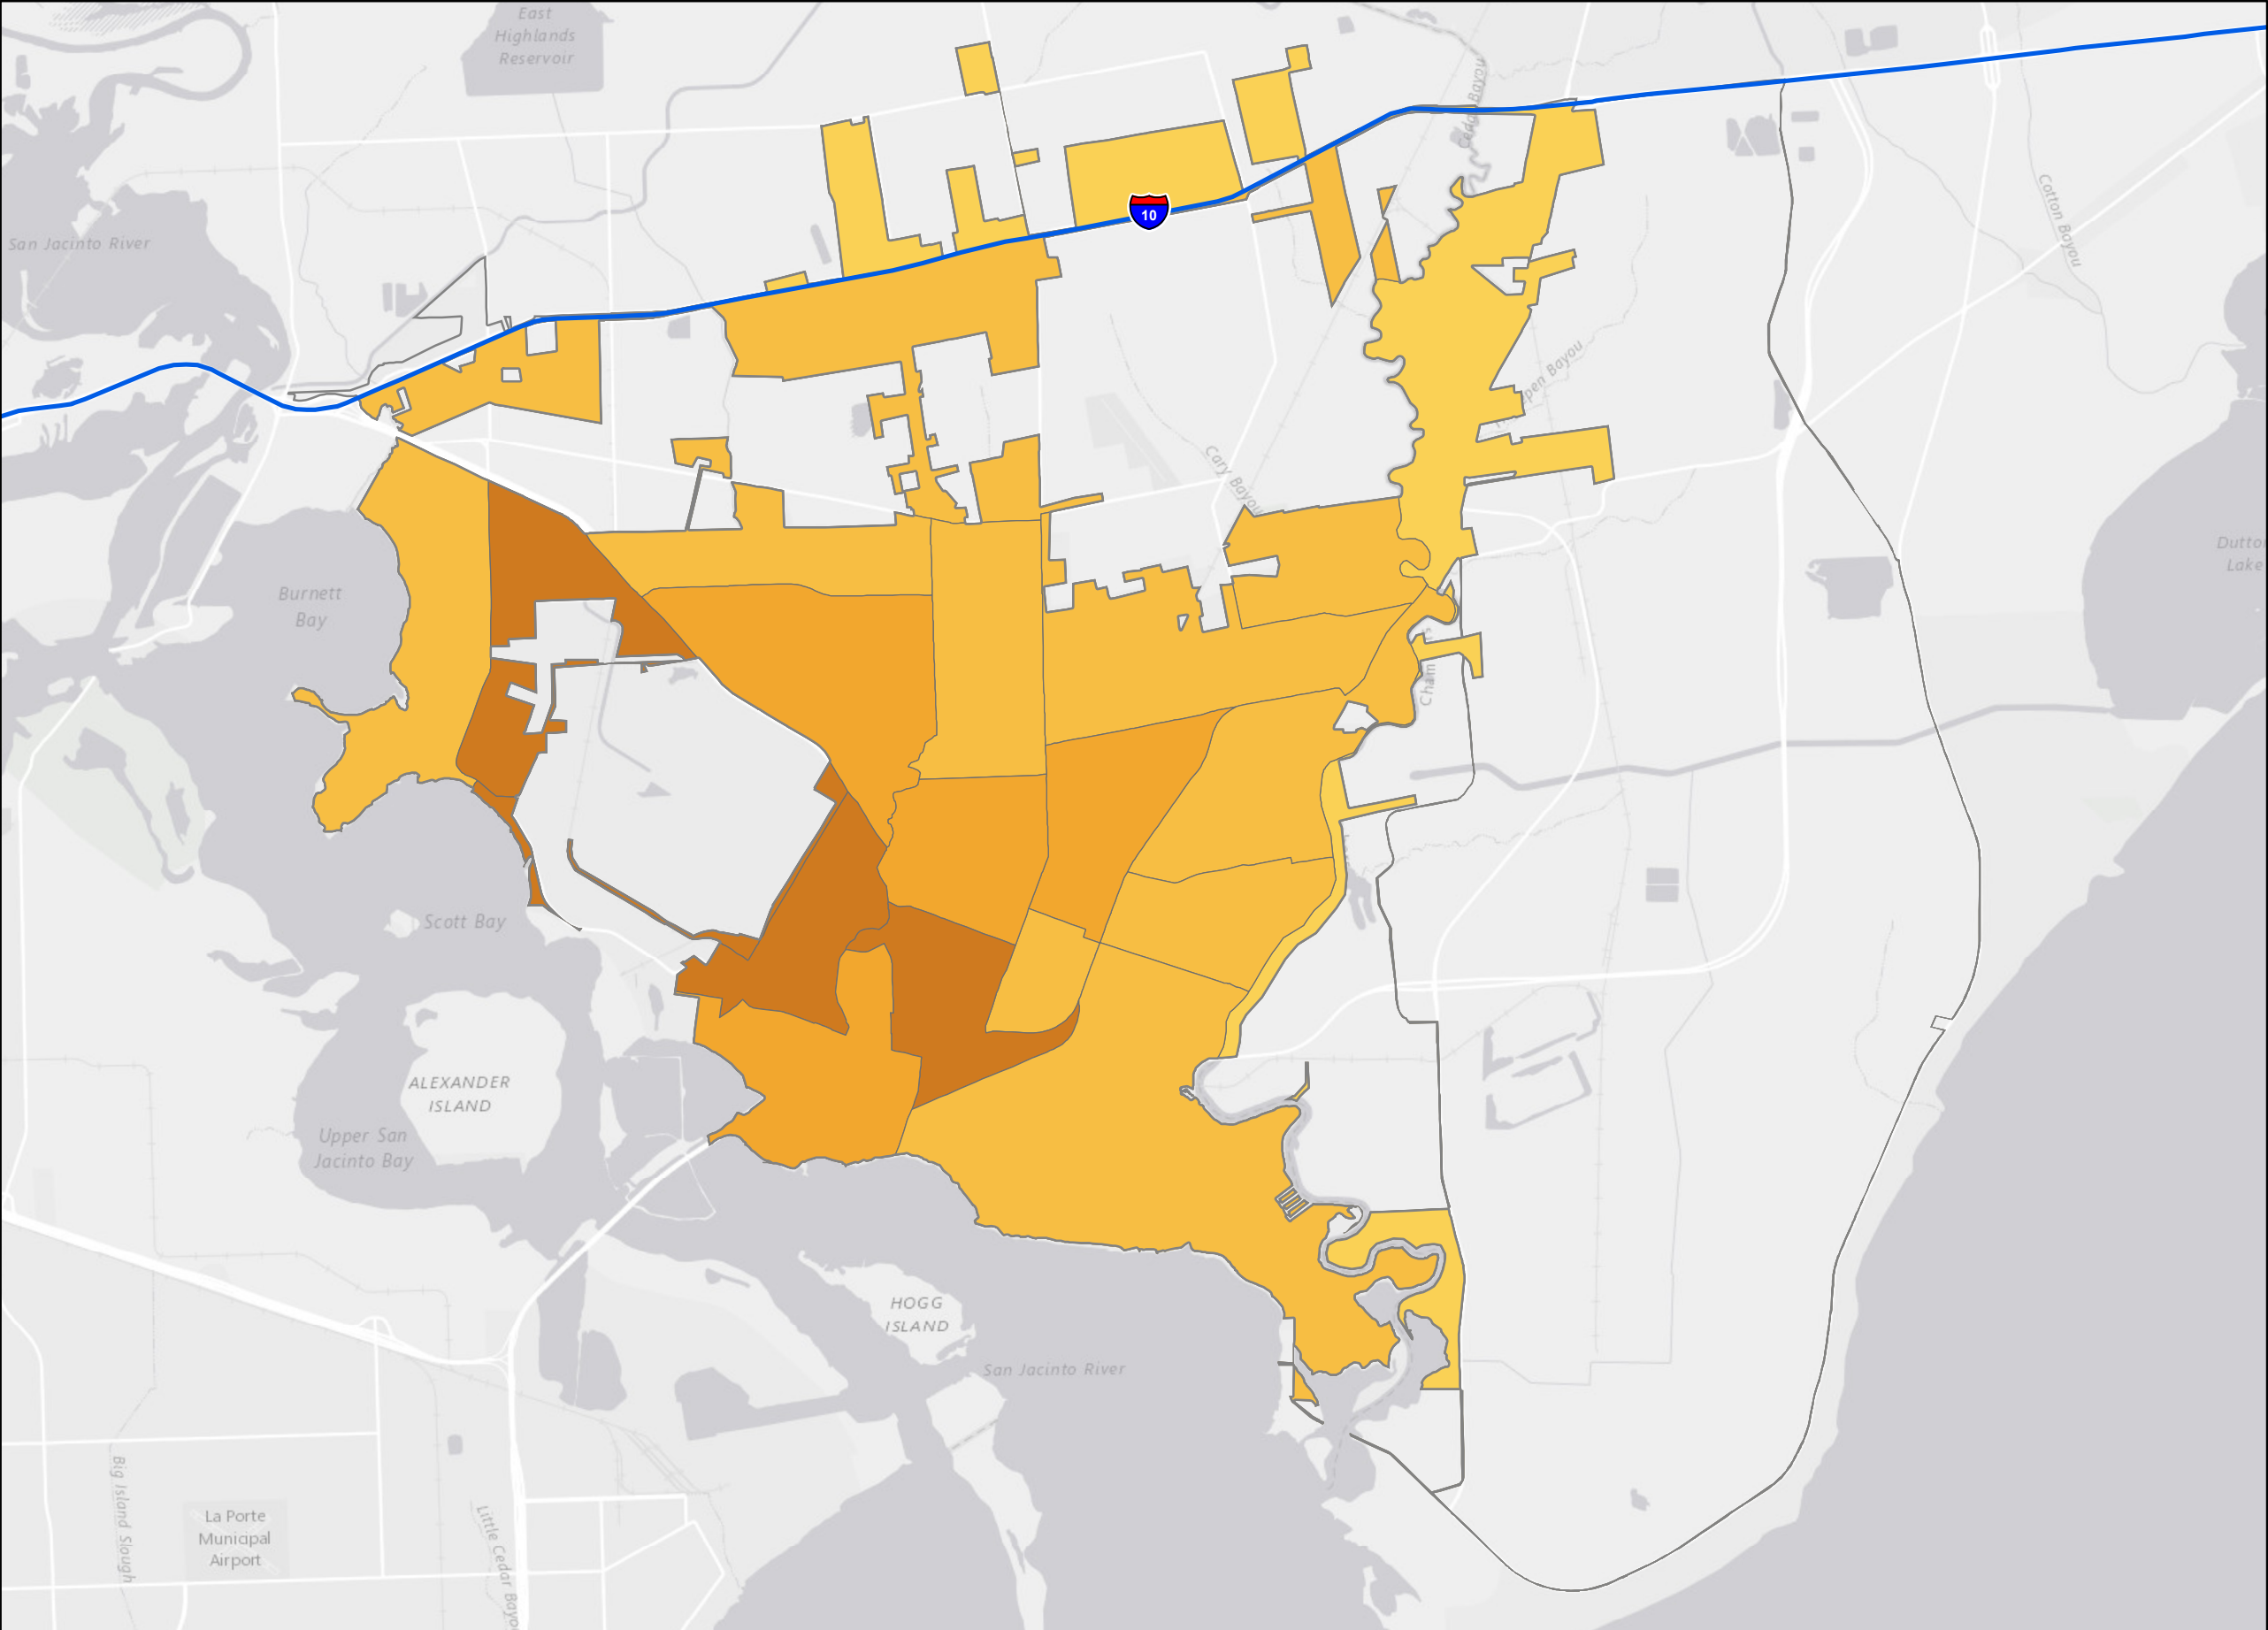 East
Highlands
Reservoir
Cedar Bayou
Cotton Bayou
10
San Jacinto River
Bayou
Cary Bayou
Burnett
Bay
Dutton
Lake
Scott Bay
ALEXANDER
ISLAND
Upper San
Jacinto Bay
HOGG
ISLAND
San Jacinto River
Big Island Slough
Little Cedar Bayou
La Porte
Municipal
Airport